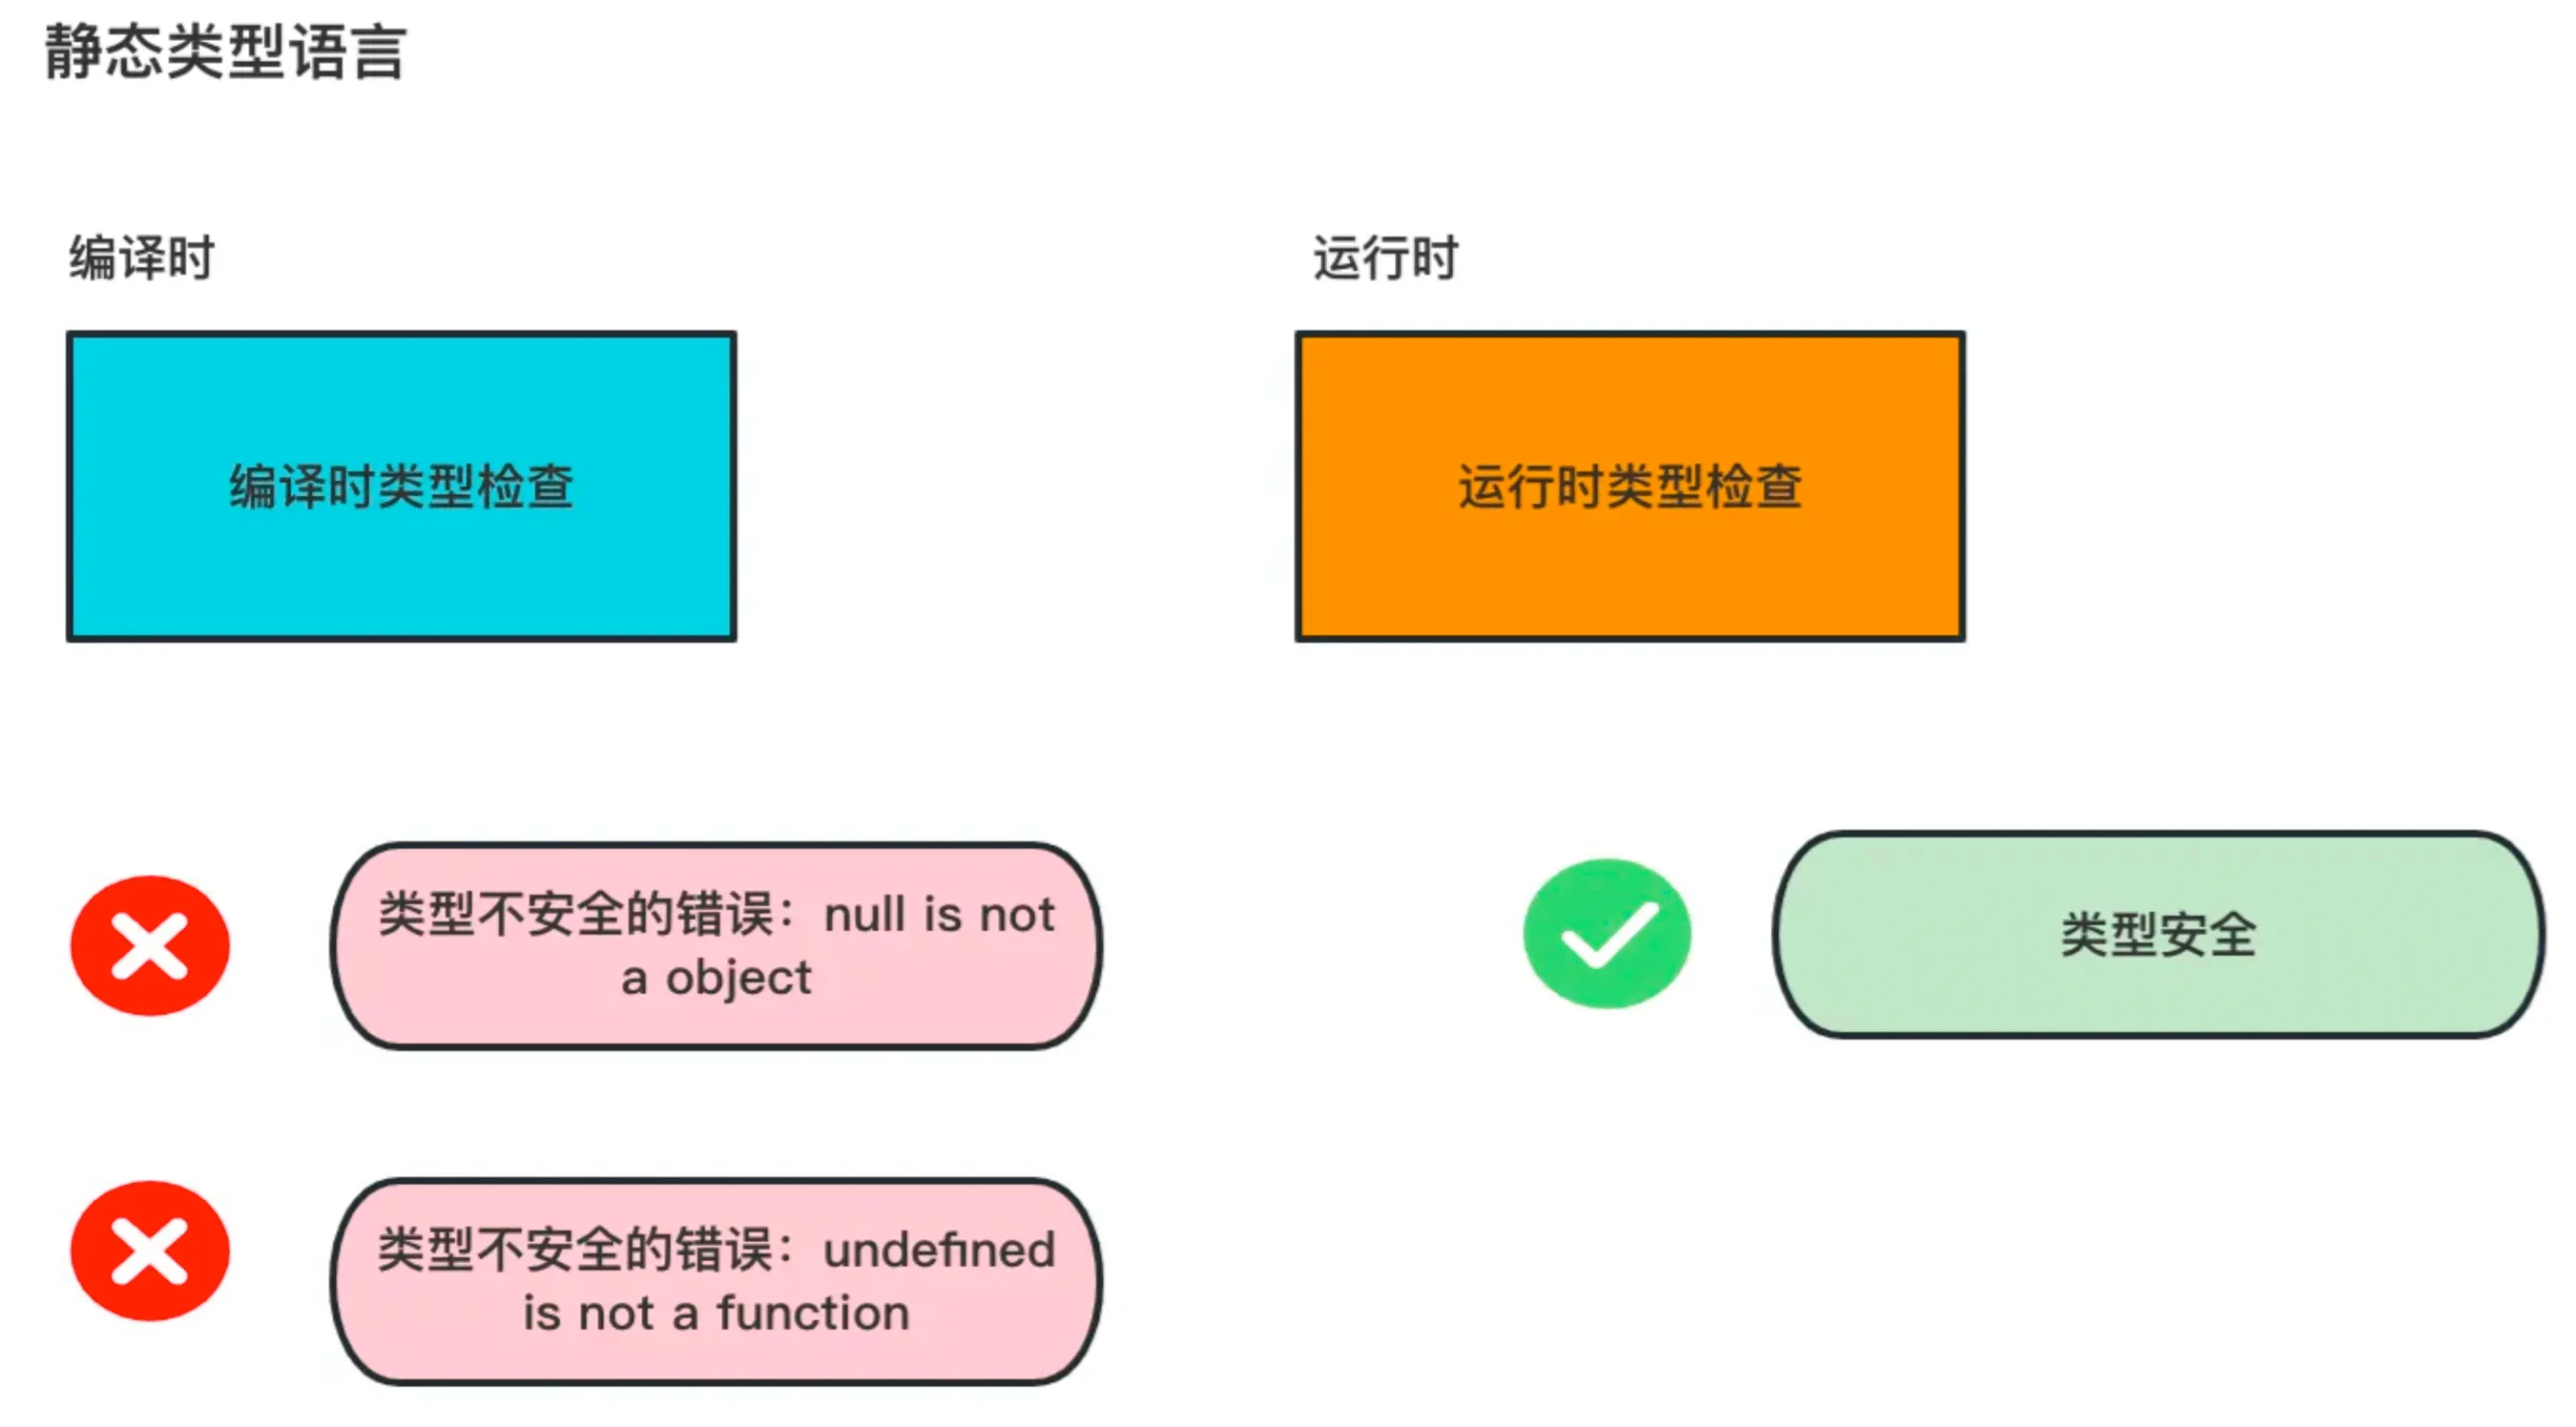 静态类型语言
编译时
运行时
编译时类型检查
运行时类型检查
类型不安全的错误：null is not
a object
类型安全
类型不安全的错误：undefined
is not a function